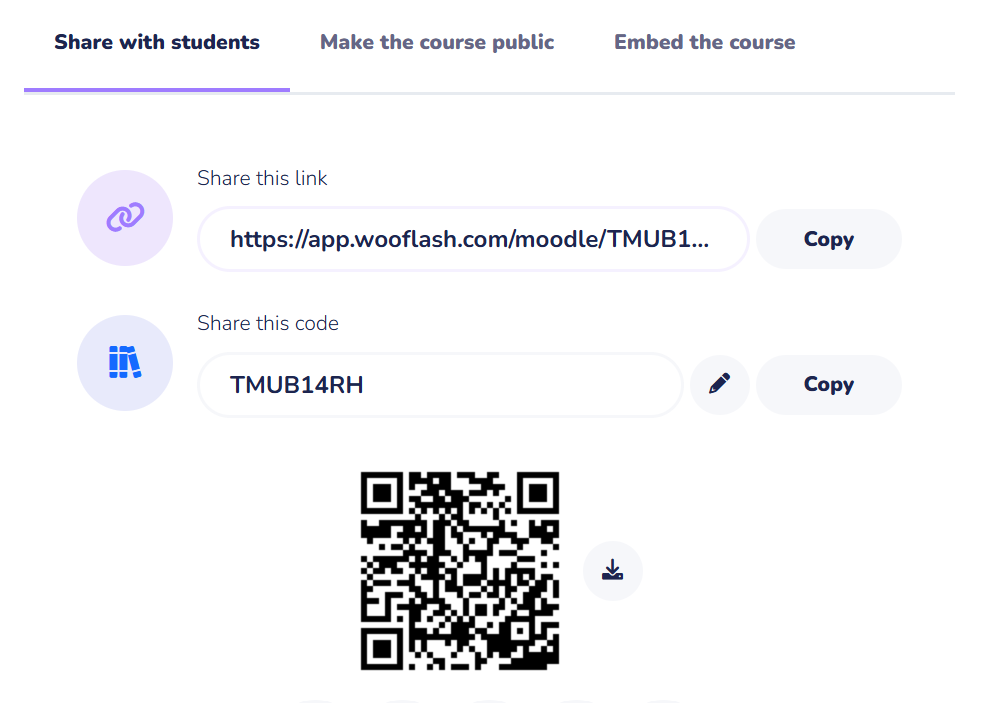 Share with students Make the course public Embed the course
Share this link
https://app.wooflash.com/moodle/TMUB1... Copy
Share this code
TMUB14RH Copy